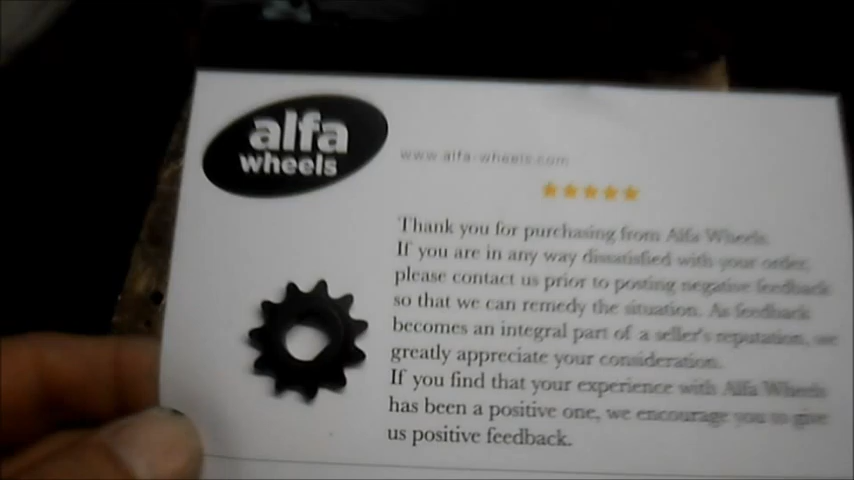 alfa
wheels
www.alfa-wheels.com
Thank you for purchasing from Alfa Wheels.
If you are in any way dissatisfied with your order,
please contact us prior to posting negative feedback
so that we can remedy the situation. As feedback
becomes an integral part of a seller's reputation, we
greatly appreciate your consideration.
If you find that your experience with Alfa Wheels
has been a positive one, we encourage you to give
us positive feedback.